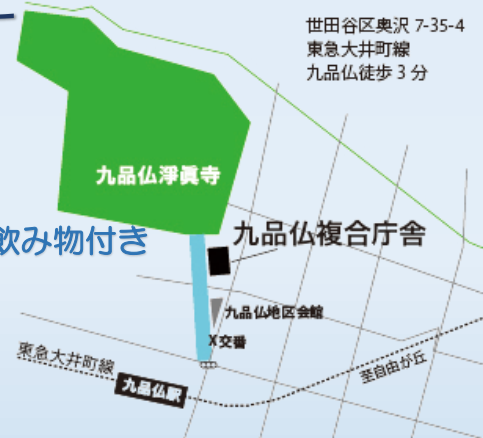 世田谷区奥沢 7-35-4
東急大井町線
九品仏徒歩 3 分
九品仏淨眞寺
飲み物付き
九品仏複合庁舎
九品仏地区会館
X交番
東急大井町線
九品仏駅
至自由が丘